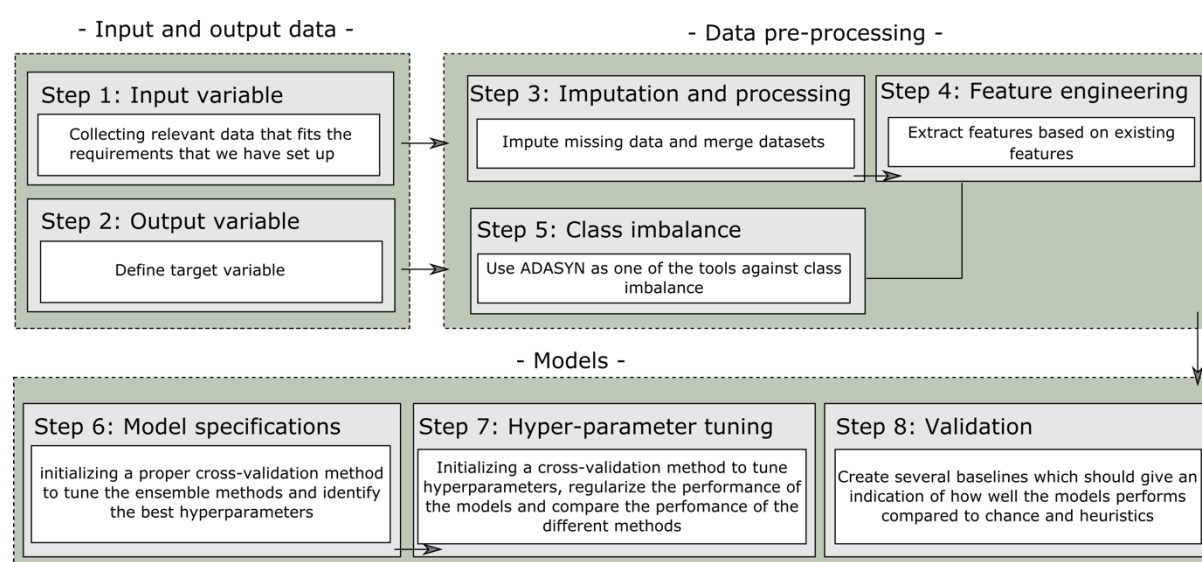 - Input and output data -
- Data pre-processing -
Step 1: Input variable
Collecting relevant data that fits the
requirements that we have set up
Step 2: Output variable
Define target variable
Step 3: Imputation and processing
Impute missing data and merge datasets
Step 4: Feature engineering
Extract features based on existing
features
Step 5: Class imbalance
Use ADASYN as one of the tools against class
imbalance
- Models -
Step 6: Model specifications
initializing a proper cross-validation method
to tune the ensemble methods and identify
the best hyperparameters
Step 7: Hyper-parameter tuning
Initializing a cross-validation method to tune
hyperparameters, regularize the performance of
the models and compare the perfomance of the
different methods
Step 8: Validation
Create several baselines which should give an
indication of how well the models performs
compared to chance and heuristics